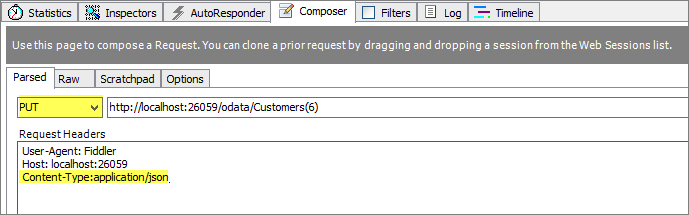 Statistics Inspectors AutoResponder Composer Filters Log Timeline
Use this page to compose a Request. You can clone a prior request by dragging and dropping a session from the Web Sessions list.
Parsed Raw Scratchpad Options
PUT http://localhost:26059/odata/Customers(6)
Request Headers
User-Agent: Fiddler
Host: localhost:26059
Content-Type:application/json